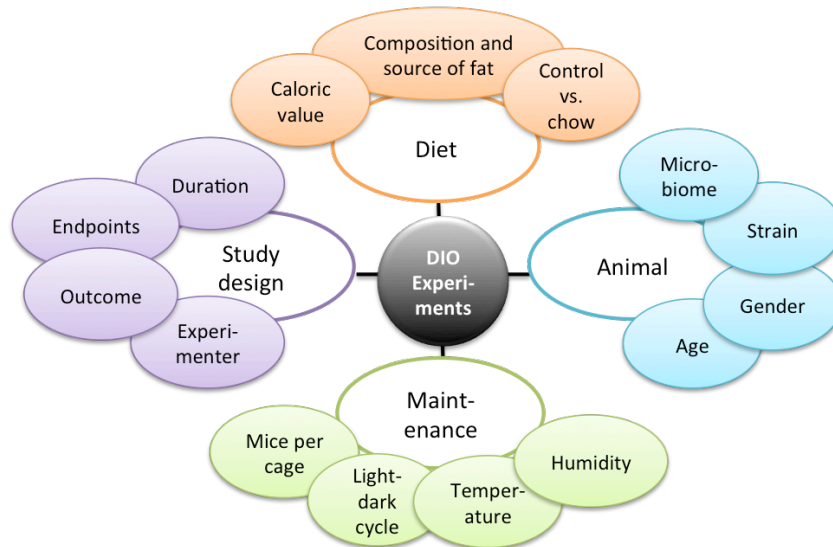 Composition and
source of fat
Caloric
value
Control
vs.
chow
Diet
Micro-
biome
Strain
Animal
Gender
Age
Duration
Endpoints
Study
design
Outcome
Experi-
menter
DIO
Experi-
ments
Maint-
enance
Mice per
cage
Light-
dark
cycle
Temper-
ature
Humidity